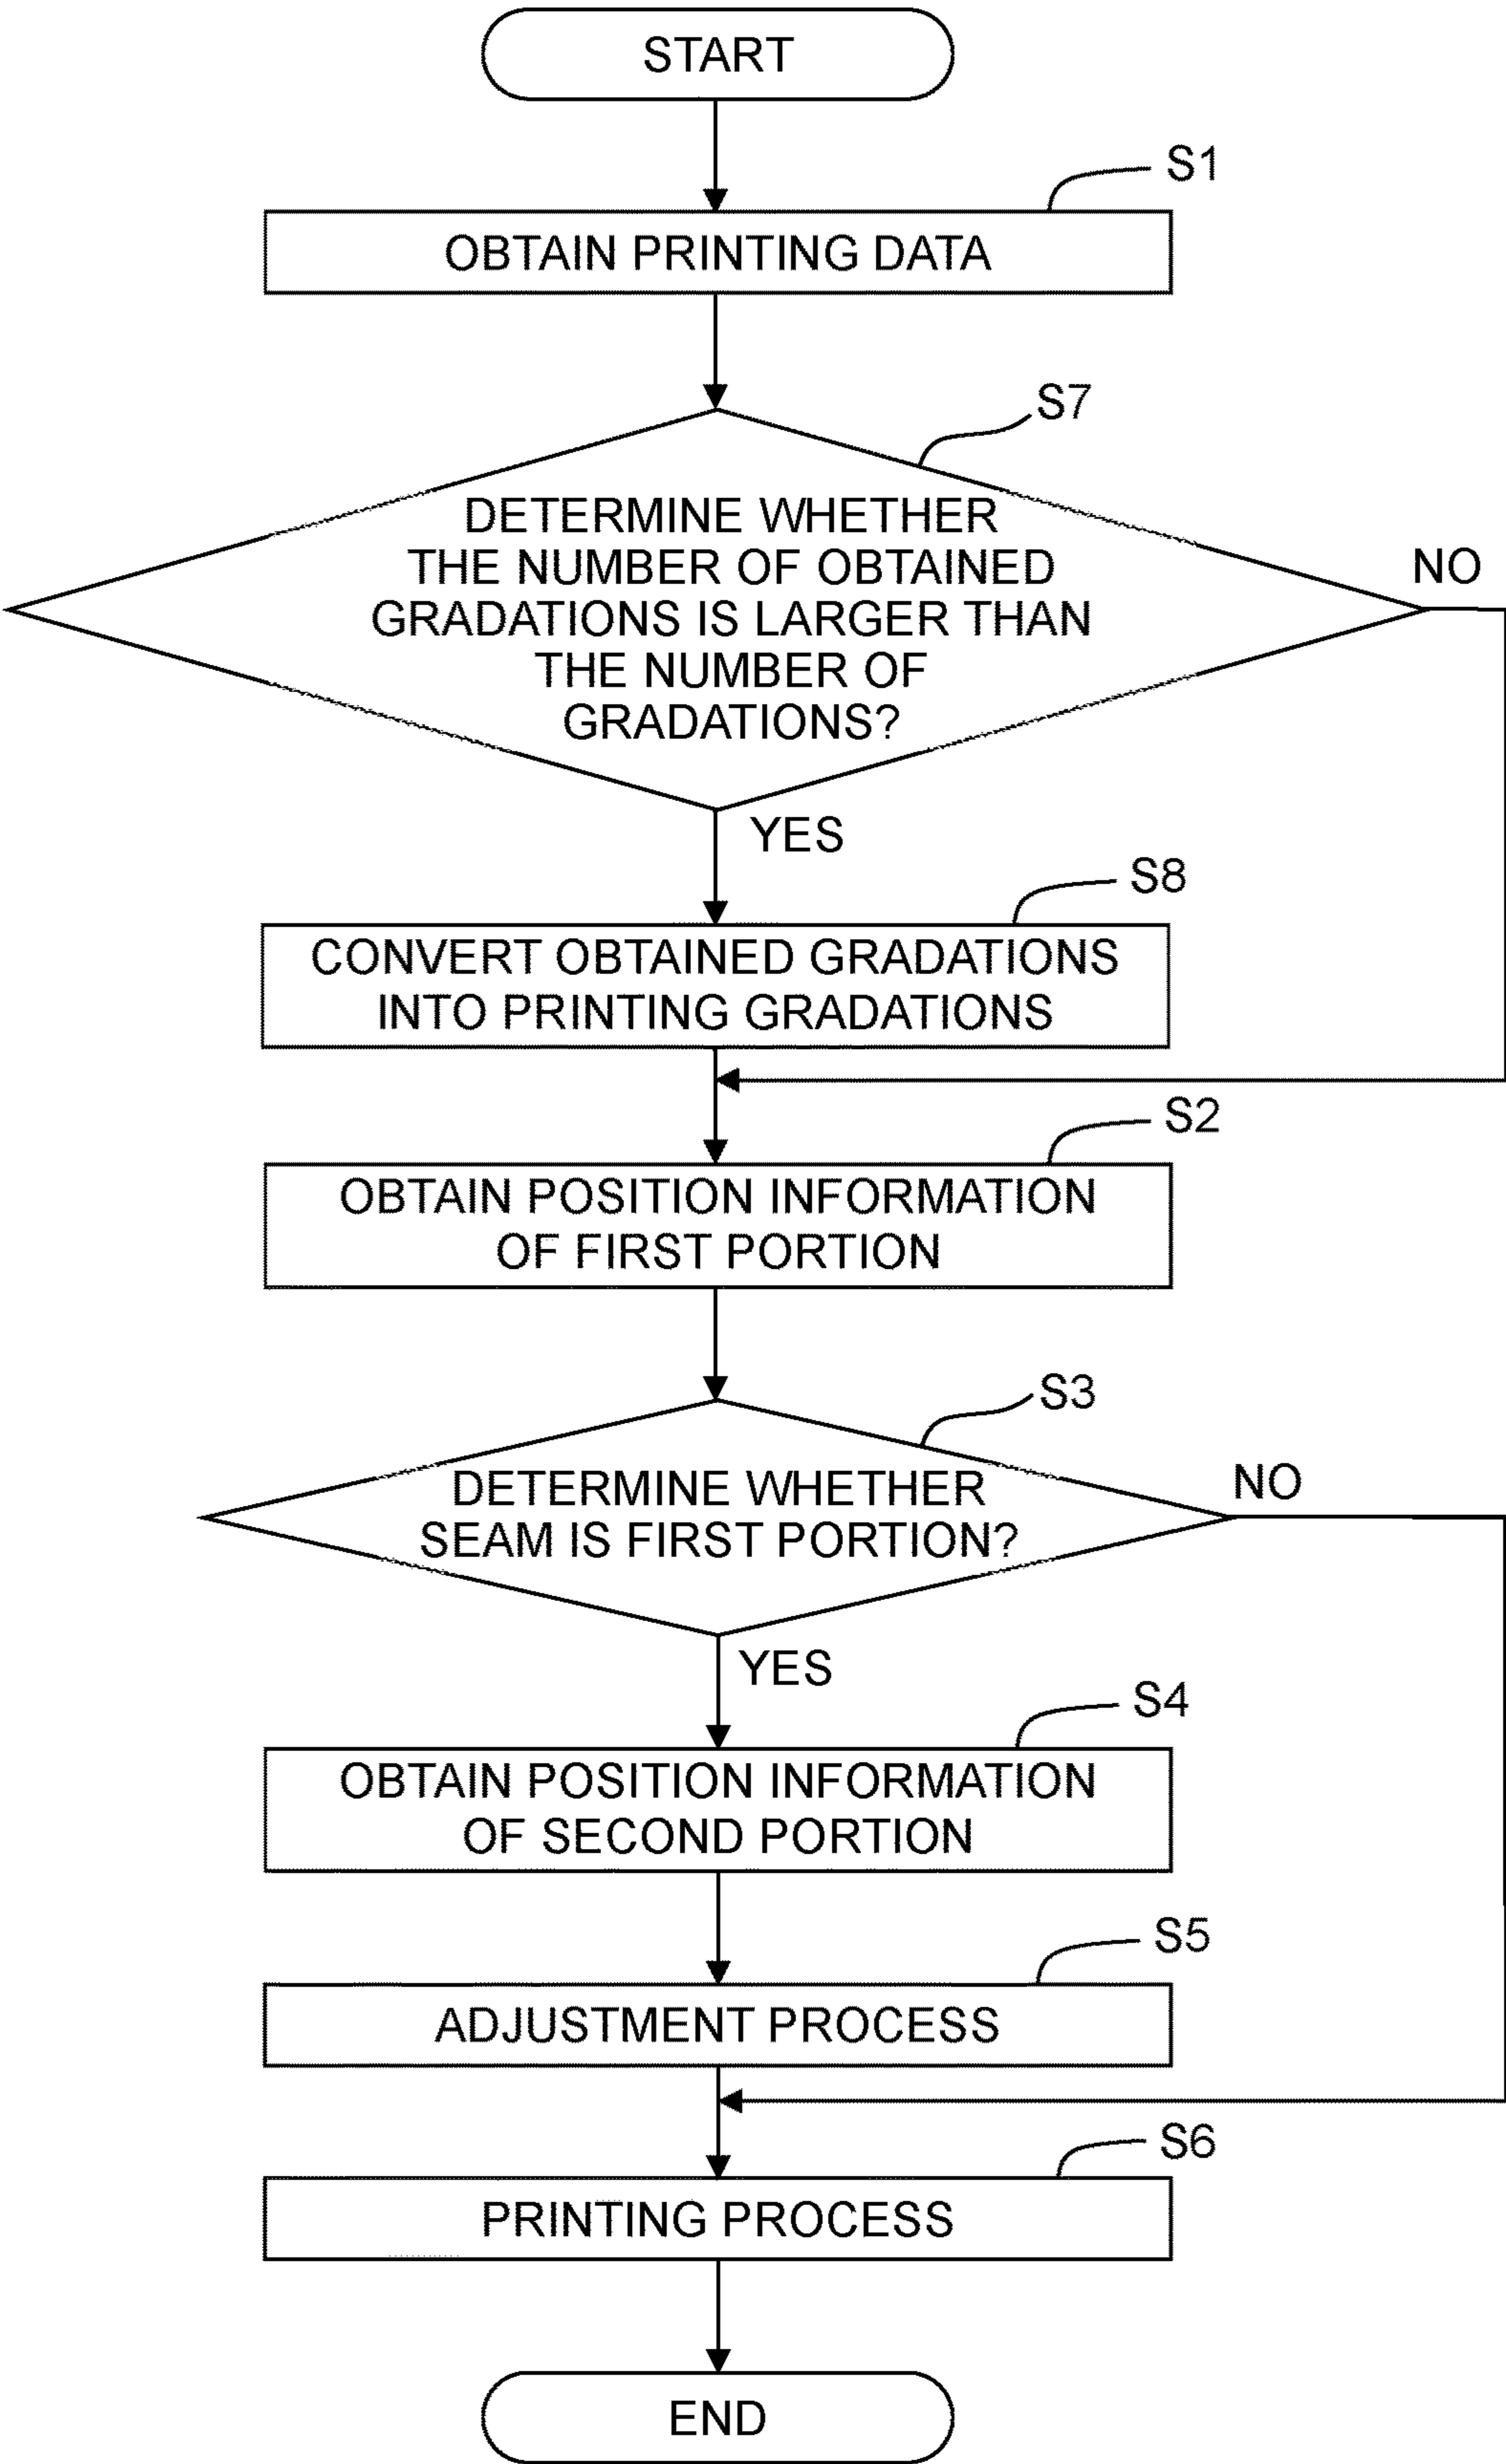 START
S1
OBTAIN PRINTING DATA
S7
DETERMINE WHETHER
THE NUMBER OF OBTAINED
GRADATIONS IS LARGER THAN
THE NUMBER OF
GRADATIONS?
NO
YES
S8
CONVERT OBTAINED GRADATIONS
INTO PRINTING GRADATIONS
S2
OBTAIN POSITION INFORMATION
OF FIRST PORTION
S3
DETERMINE WHETHER
SEAM IS FIRST PORTION?
NO
YES
S4
OBTAIN POSITION INFORMATION
OF SECOND PORTION
S5
ADJUSTMENT PROCESS
S6
PRINTING PROCESS
END